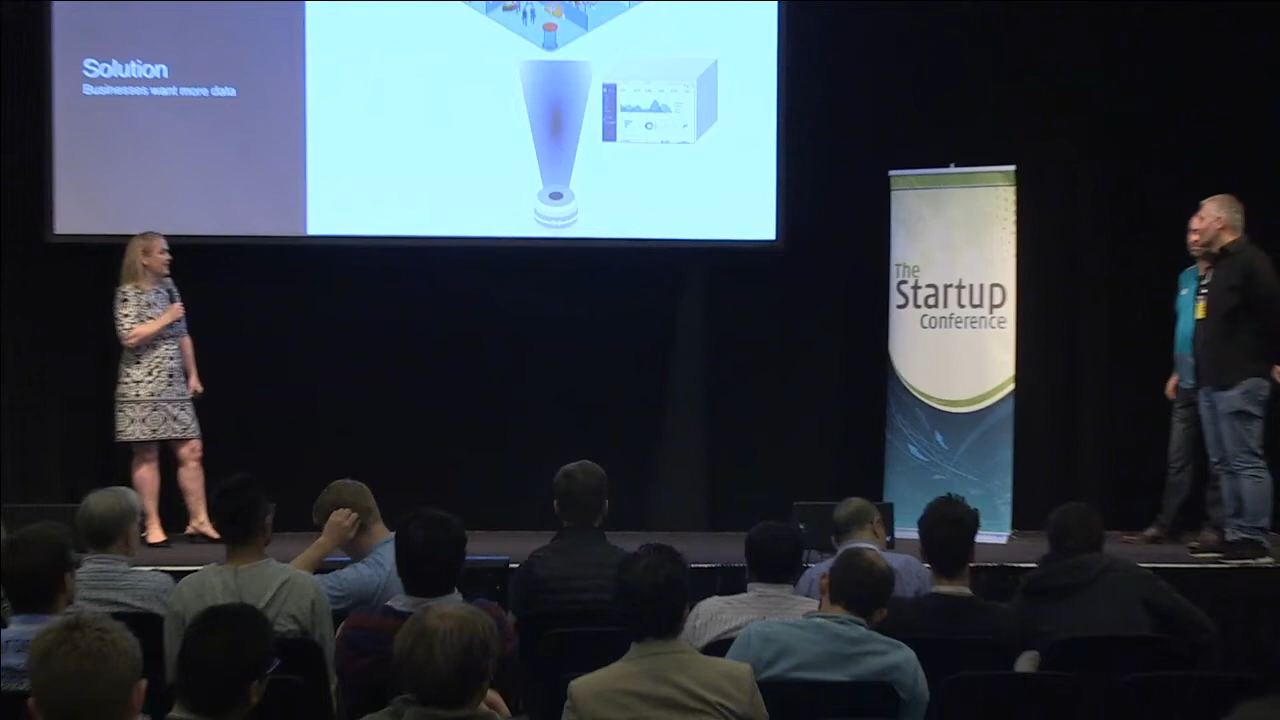 Solution
Businesses want more data
The
Startup
Conference